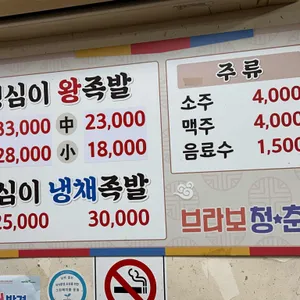 심이 왕족발
33,000 中 23,000
28,000 小 18,000
심이 냉채족발
25,000 30,000
주류
소주 4,000
맥주 4,000
음료수 1,500
브라보청춘